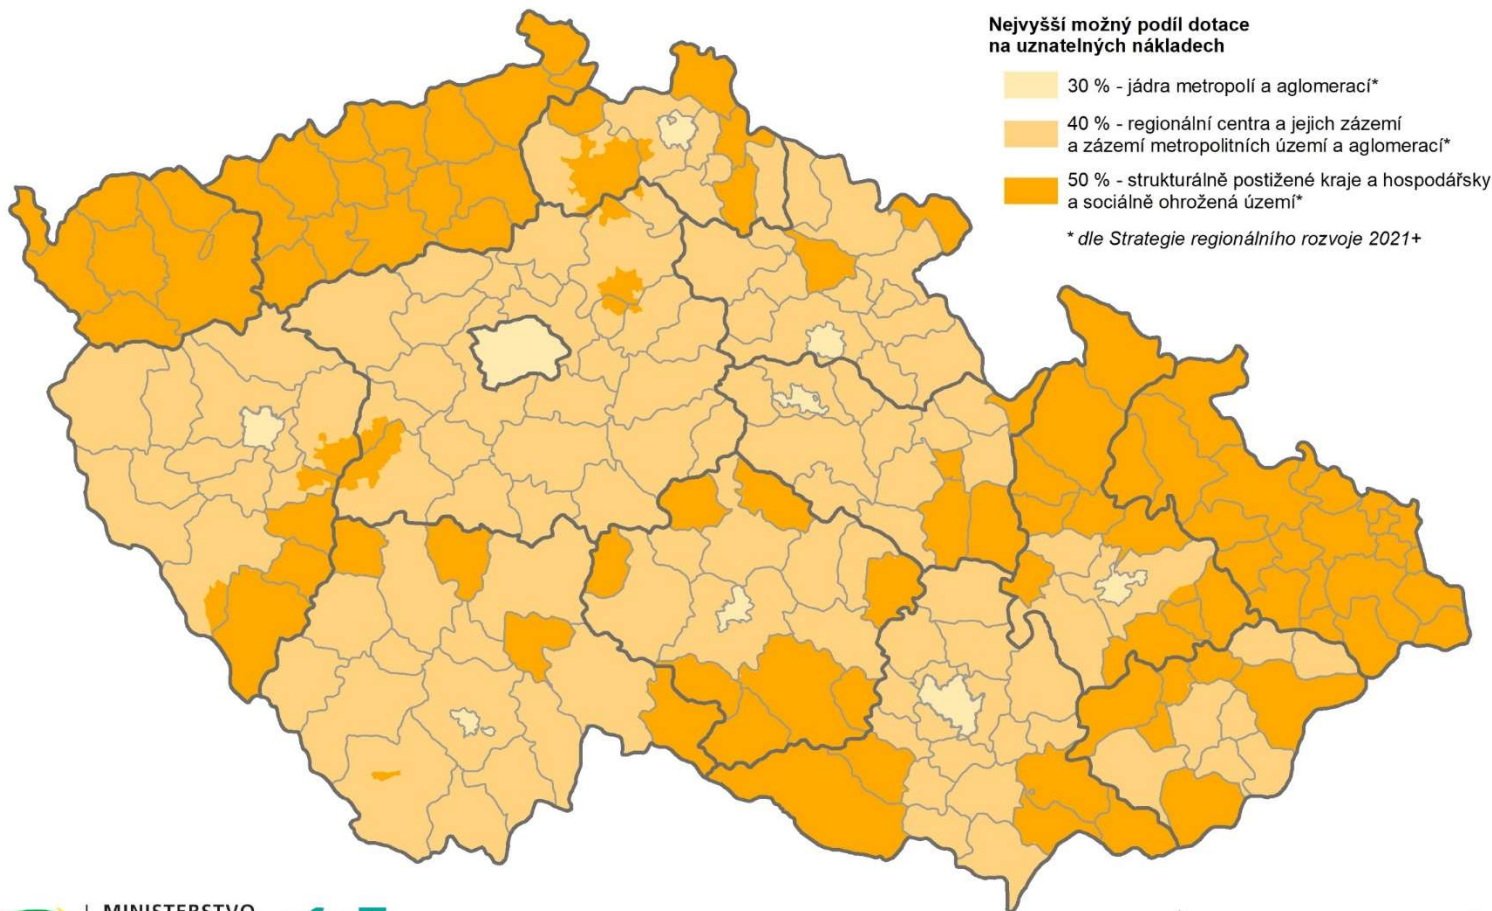 Nejvyšší možný podíl dotace
na uznatelných nákladech
30 % - jádra metropolí a aglomerací*
40 % - regionální centra a jejich zázemí
a zázemí metropolitních území a aglomerací*
50 % - strukturálně postižené kraje a hospodářsky
a sociálně ohrožená území*
* dle Strategie regionálního rozvoje 2021+
MINISTERSTVO